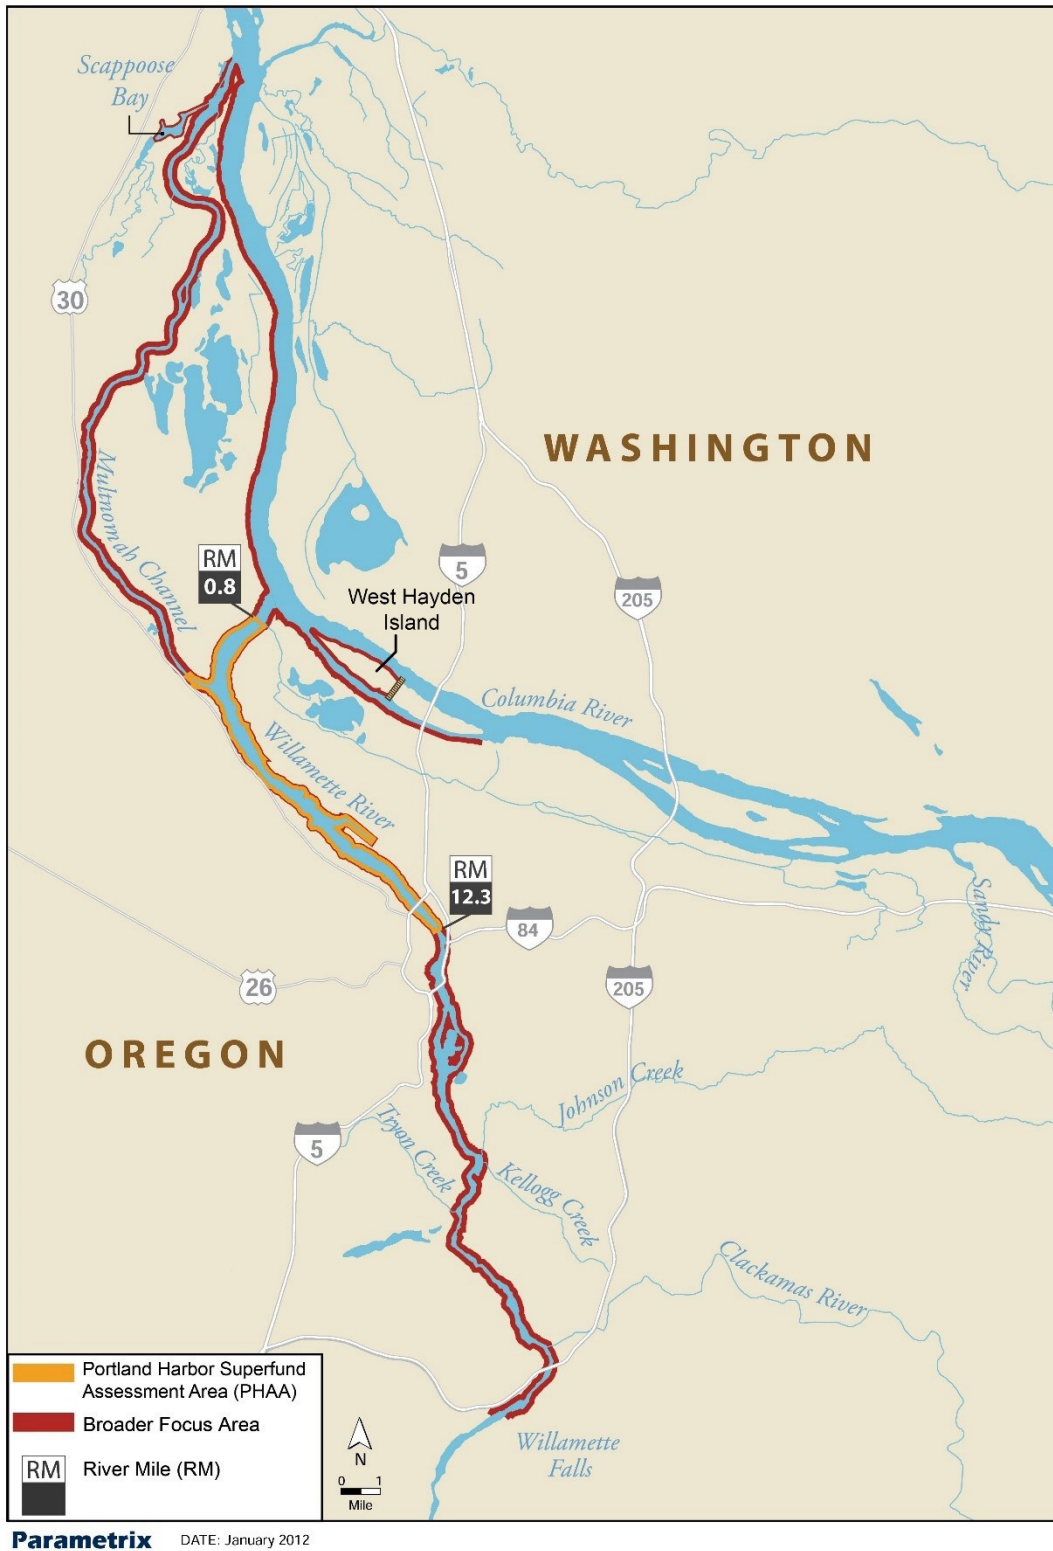 Scappoose
Bay
30
WASHINGTON
Multnomah Channel
RM
0.8
5
205
West Hayden
Island
Columbia River
Willamette River
RM
12.3
84
Sandy River
26
205
OREGON
Johnson Creek
Tryon Creek
5
Kellogg Creek
Clackamas River
Willamette
Falls
Portland Harbor Superfund
Assessment Area (PHAA)
Broader Focus Area
RM
River Mile (RM)
N
0 1
Mile
Parametrix DATE: January 2012